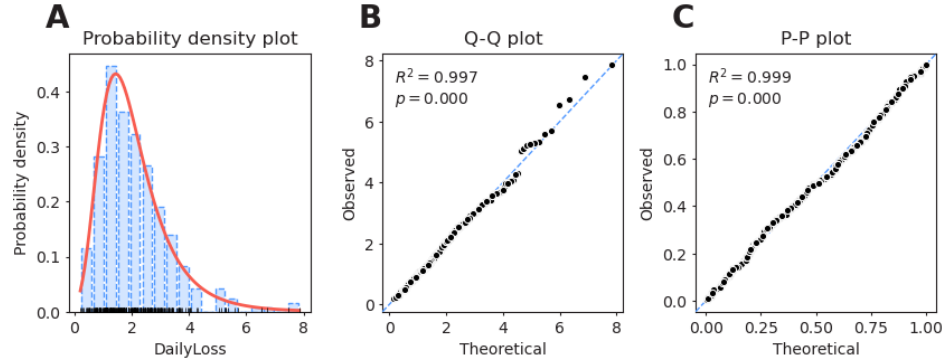 A
Probability density plot
Probability density
0.4
0.3
0.2
0.1
0.0
0 2 4 6 8
DailyLoss
B
Q-Q plot
R² = 0.997
p = 0.000
Observed
8
6
4
2
0
0 2 4 6 8
Theoretical
C
P-P plot
R² = 0.999
p = 0.000
Observed
1.0
0.8
0.6
0.4
0.2
0.0
0.00 0.25 0.50 0.75 1.00
Theoretical